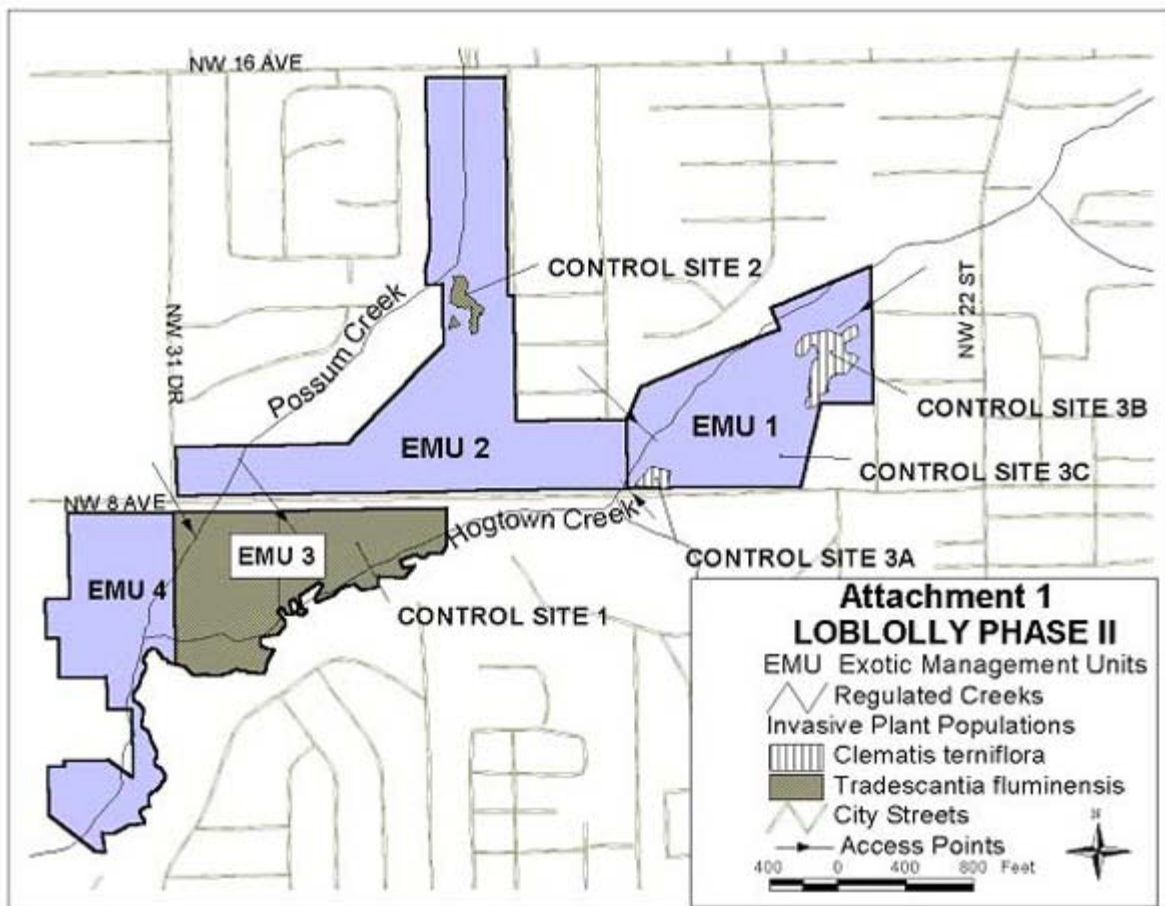 NW 16 AVE
CONTROL SITE 2
NW 31 DR
Possum Creek
NW 22 ST
EMU 1
CONTROL SITE 3B
EMU 2
CONTROL SITE 3C
NW 8 AVE
Hogtown Creek
EMU 3
CONTROL SITE 3A
EMU 4
CONTROL SITE 1
Attachment 1
LOBLOLLY PHASE II
EMU Exotic Management Units
Regulated Creeks
Invasive Plant Populations
Clematis terniflora
Tradescantia fluminensis
City Streets
Access Points
N
400 0 400 800 Feet